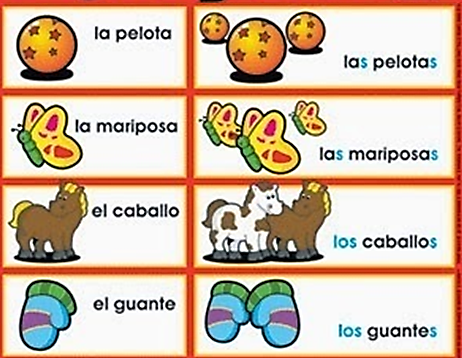 la pelota
las pelotas
la mariposa
las mariposas
el caballo
los caballos
el guante
los guantes